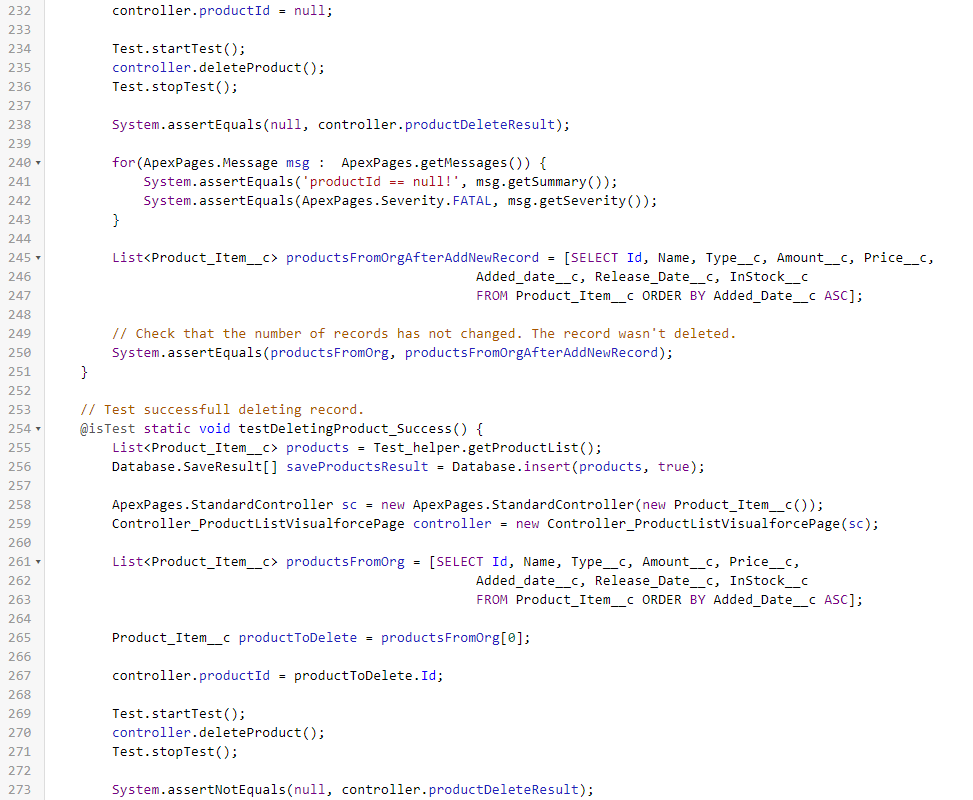 232 controller.productId = null;
233
234 Test.startTest();
235 controller.deleteProduct();
236 Test.stopTest();
237
238 System.assertEquals(null, controller.productDeleteResult);
239
240 for(ApexPages.Message msg :  ApexPages.getMessages()) {
241 System.assertEquals('productId == null!', msg.getSummary());
242 System.assertEquals(ApexPages.Severity.FATAL, msg.getSeverity());
243 }
244
245 List<Product_Item__c> productsFromOrgAfterAddNewRecord = [SELECT Id, Name, Type__c, Amount__c, Price__c,
246 Added_date__c, Release_Date__c, InStock__c
247 FROM Product_Item__c ORDER BY Added_Date__c ASC];
248
249 // Check that the number of records has not changed. The record wasn't deleted.
250 System.assertEquals(productsFromOrg, productsFromOrgAfterAddNewRecord);
251 }
252
253 // Test successfull deleting record.
254 @isTest static void testDeletingProduct_Success() {
255 List<Product_Item__c> products = Test_helper.getProductList();
256 Database.SaveResult[] saveProductsResult = Database.insert(products, true);
257
258 ApexPages.StandardController sc = new ApexPages.StandardController(new Product_Item__c());
259 Controller_ProductListVisualforcePage controller = new Controller_ProductListVisualforcePage(sc);
260
261 List<Product_Item__c> productsFromOrg = [SELECT Id, Name, Type__c, Amount__c, Price__c,
262 Added_date__c, Release_Date__c, InStock__c
263 FROM Product_Item__c ORDER BY Added_Date__c ASC];
264
265 Product_Item__c productToDelete = productsFromOrg[0];
266
267 controller.productId = productToDelete.Id;
268
269 Test.startTest();
270 controller.deleteProduct();
271 Test.stopTest();
272
273 System.assertNotEquals(null, controller.productDeleteResult);